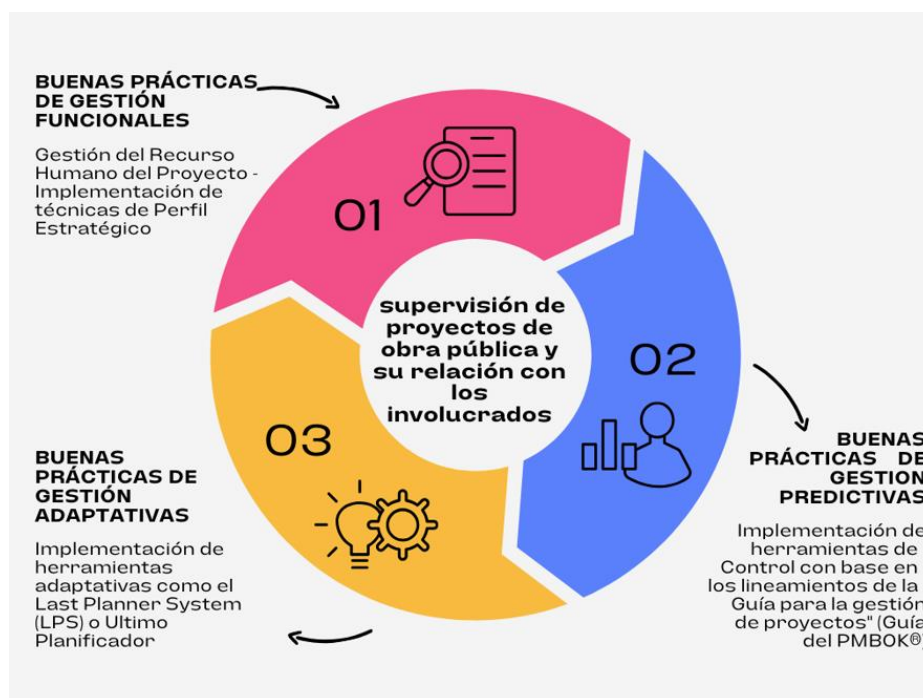 BUENAS PRÁCTICAS
DE GESTIÓN
FUNCIONALES
Gestión del Recurso
Humano del Proyecto -
Implementación de
técnicas de Perfil
Estratégico
01
supervisión de
proyectos de
obra pública y
su relación con
los
involucrados
02
BUENAS
PRÁCTICAS DE
GESTION
PREDICTIVAS
Implementación de
herramientas de
Control con base en
los lineamientos de la
Guía para la gestión
de proyectos" (Guía
del PMBOK®)
03
BUENAS
PRÁCTICAS DE
GESTIÓN
ADAPTATIVAS
Implementación de
herramientas
adaptativas como el
Last Planner System
(LPS) o Ultimo
Planificador